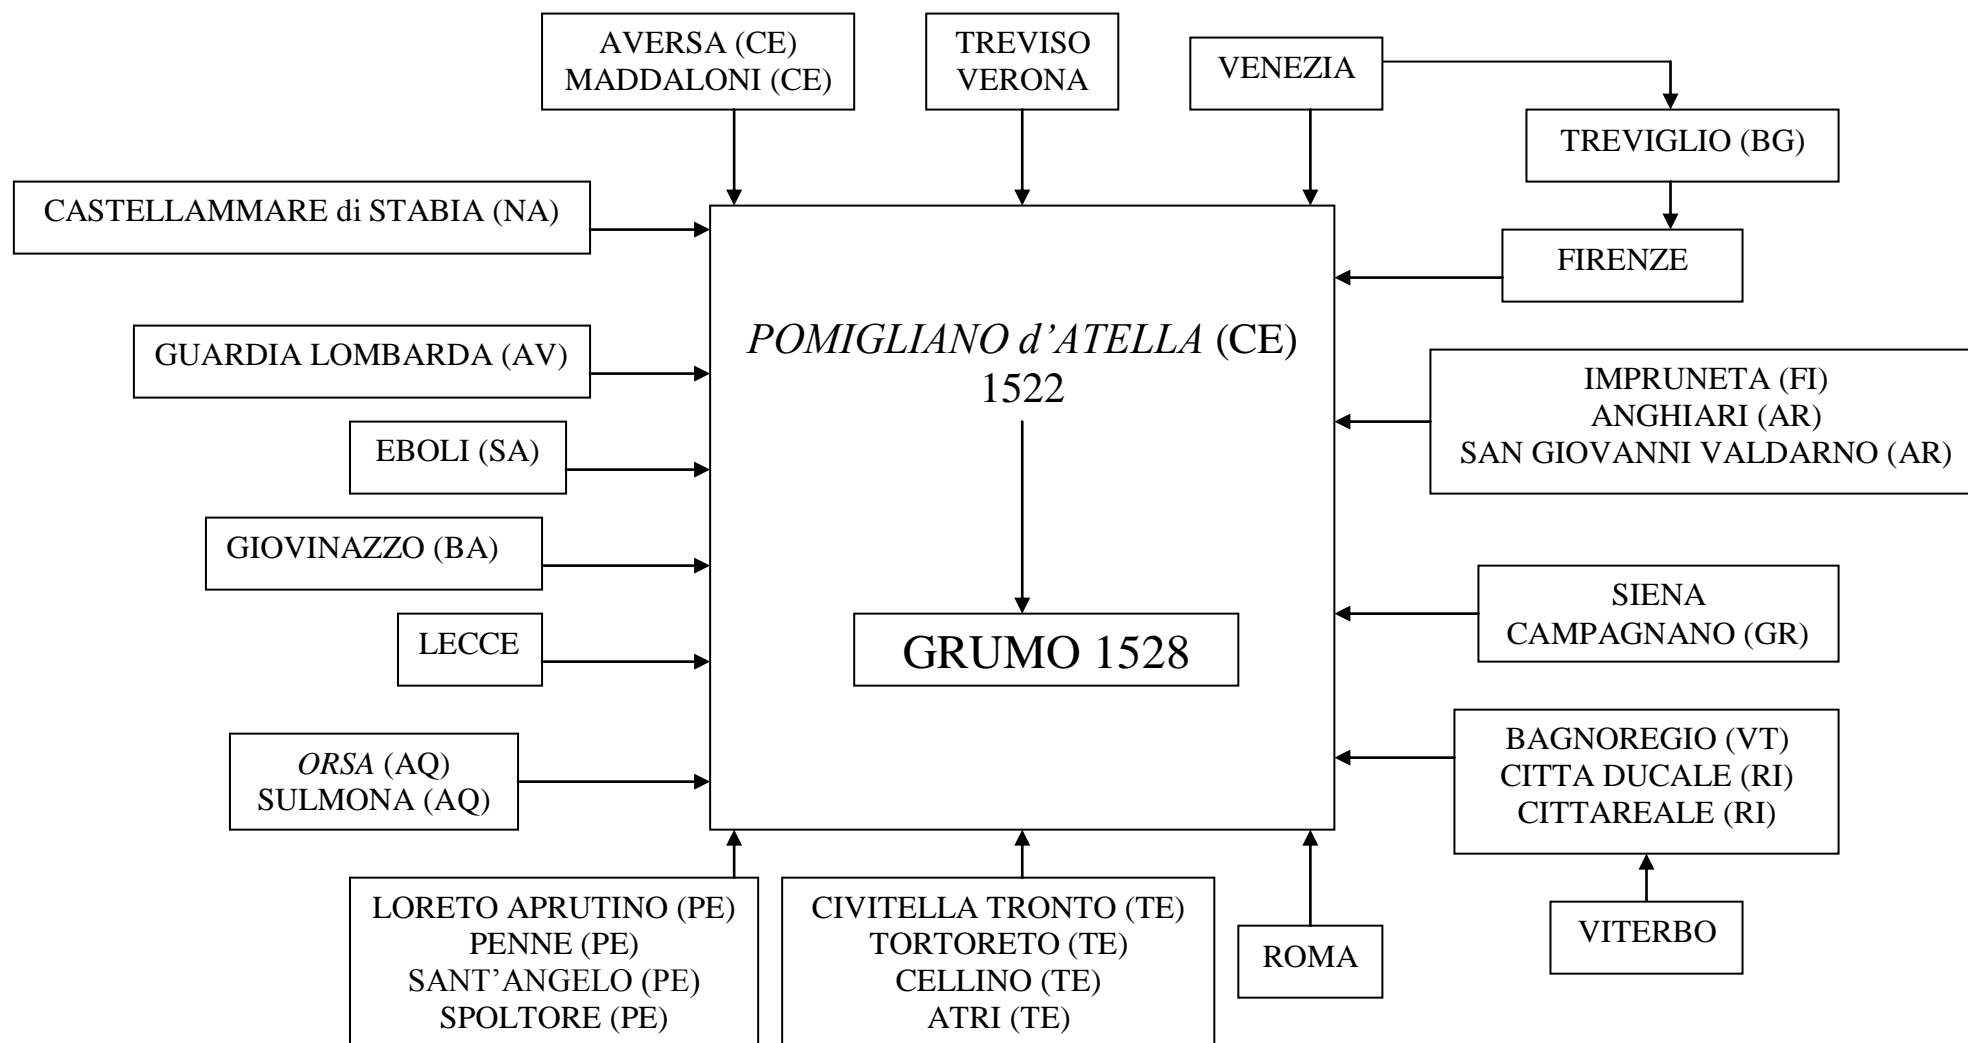 AVERSA (CE)
MADDALONI (CE)
TREVISO
VERONA
VENEZIA
TREVIGLIO (BG)
CASTELLAMMARE di STABIA (NA)
FIRENZE
POMIGLIANO d’ATELLA (CE)
1522
GUARDIA LOMBARDA (AV)
IMPRUNETA (FI)
ANGHIARI (AR)
SAN GIOVANNI VALDARNO (AR)
EBOLI (SA)
GIOVINAZZO (BA)
SIENA
CAMPAGNANO (GR)
LECCE
GRUMO 1528
ORSA (AQ)
SULMONA (AQ)
BAGNOREGIO (VT)
CITTA DUCALE (RI)
CITTAREALE (RI)
LORETO APRUTINO (PE)
PENNE (PE)
SANT’ANGELO (PE)
SPOLTORE (PE)
CIVITELLA TRONTO (TE)
TORTORETO (TE)
CELLINO (TE)
ATRI (TE)
ROMA
VITERBO